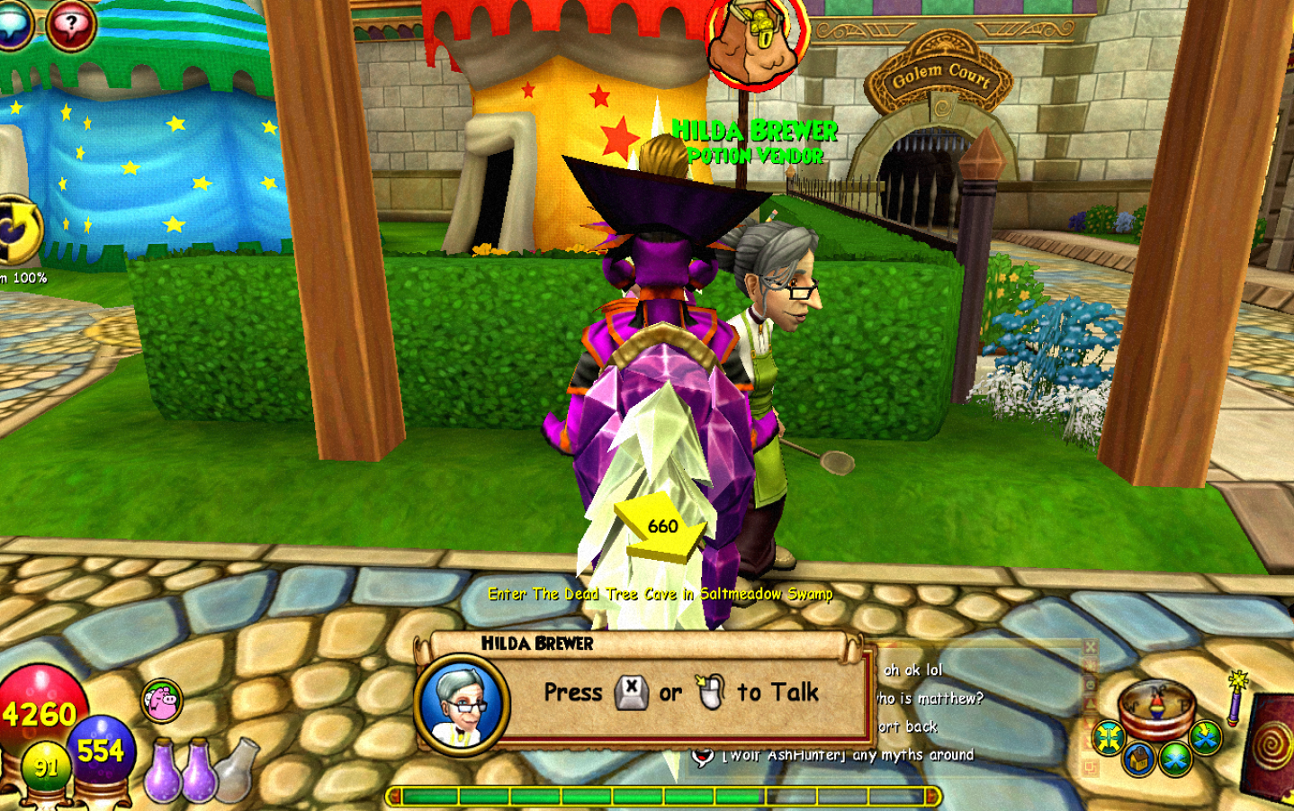 ?
Golem Court
HILDA BREWER
POTION VENDOR
m 100%
660
Enter The Dead Tree Cave in Saltmeadow Swamp
HILDA BREWER
Press X or to Talk
oh ok lol
who is matthew?
ort back
[Wolf AshHunter] any myths around
4260
554
91
N